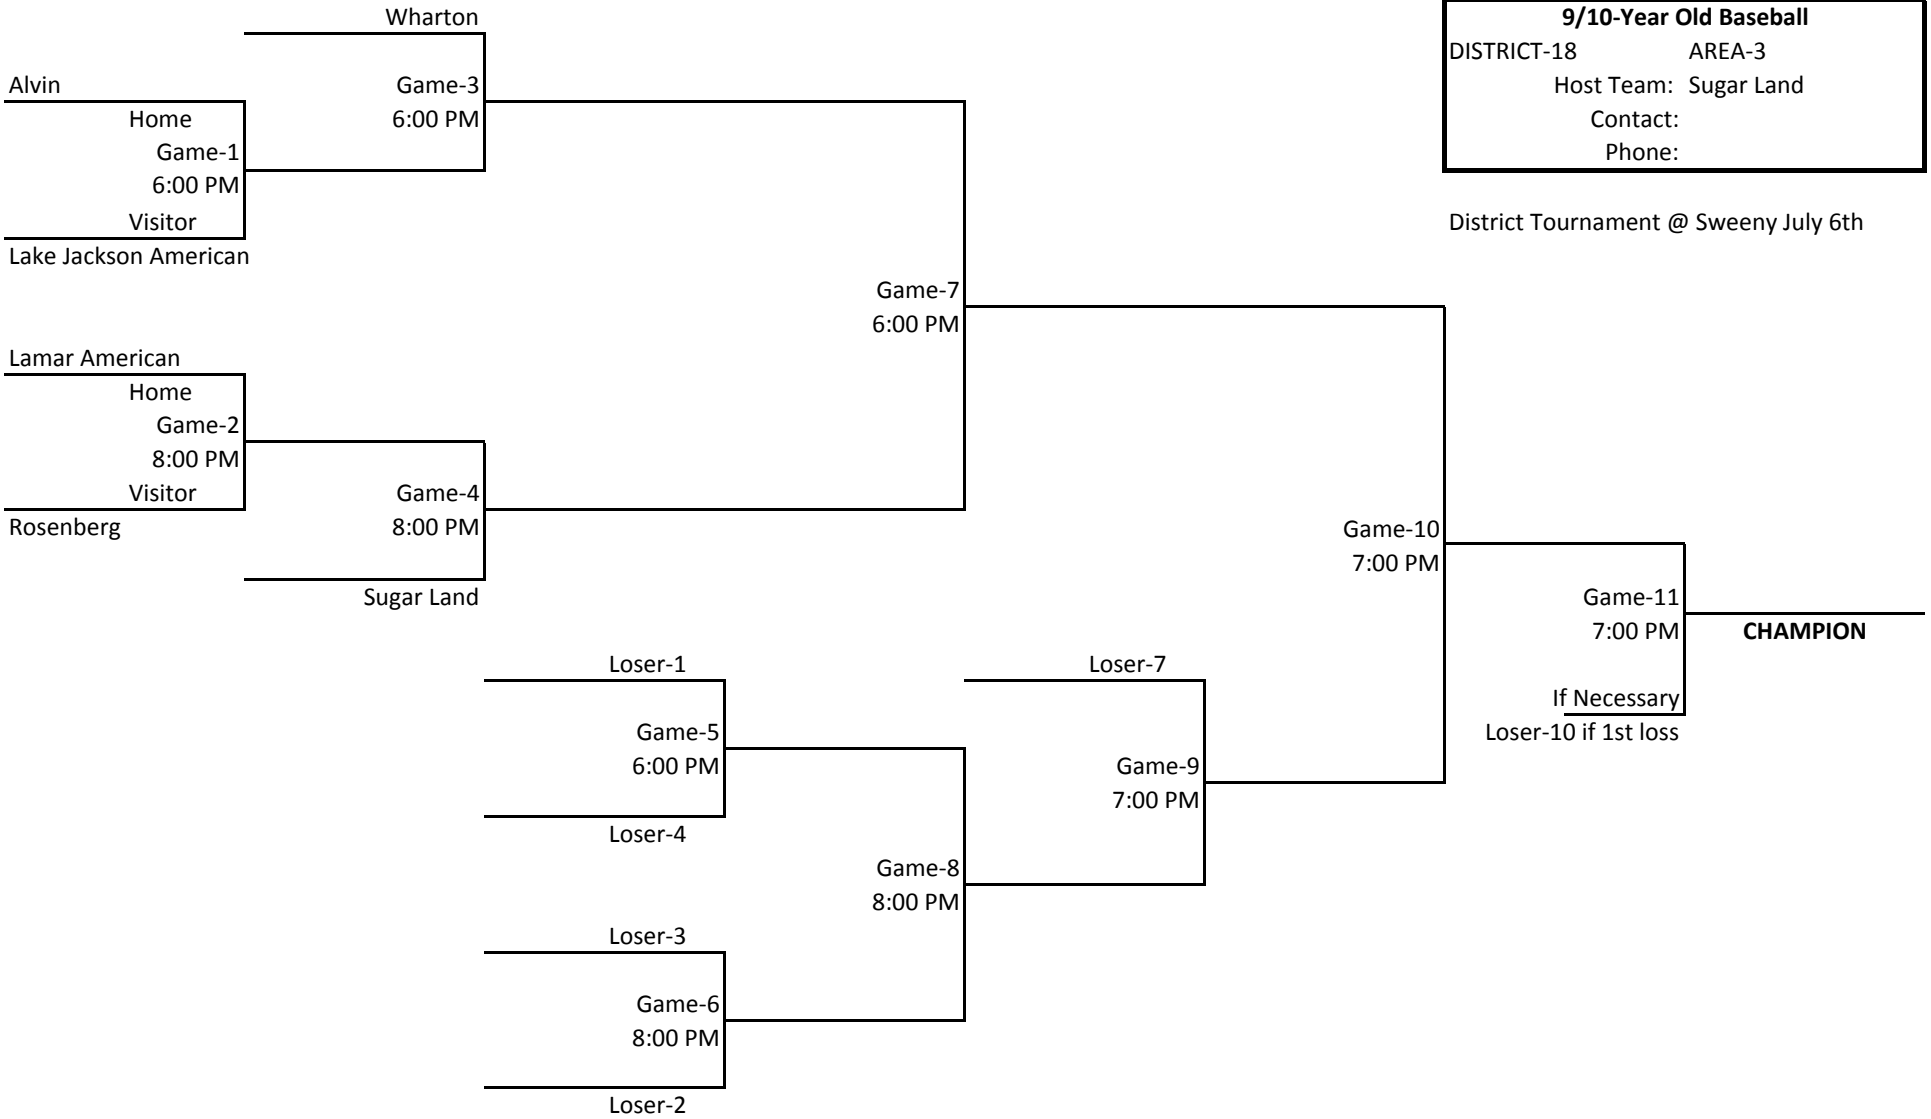 Wharton
Alvin
Game-3
6:00 PM
Home
Game-1
6:00 PM
Visitor
Lake Jackson American
9/10-Year Old Baseball
DISTRICT-18 AREA-3
Host Team: Sugar Land
Contact:
Phone:
District Tournament @ Sweeny July 6th
Game-7
6:00 PM
Lamar American
Home
Game-2
8:00 PM
Visitor
Rosenberg
Game-4
8:00 PM
Sugar Land
Game-10
7:00 PM
Game-11
7:00 PM
CHAMPION
If Necessary
Loser-10 if 1st loss
Loser-1
Game-5
6:00 PM
Loser-4
Loser-7
Game-9
7:00 PM
Game-8
8:00 PM
Loser-3
Game-6
8:00 PM
Loser-2